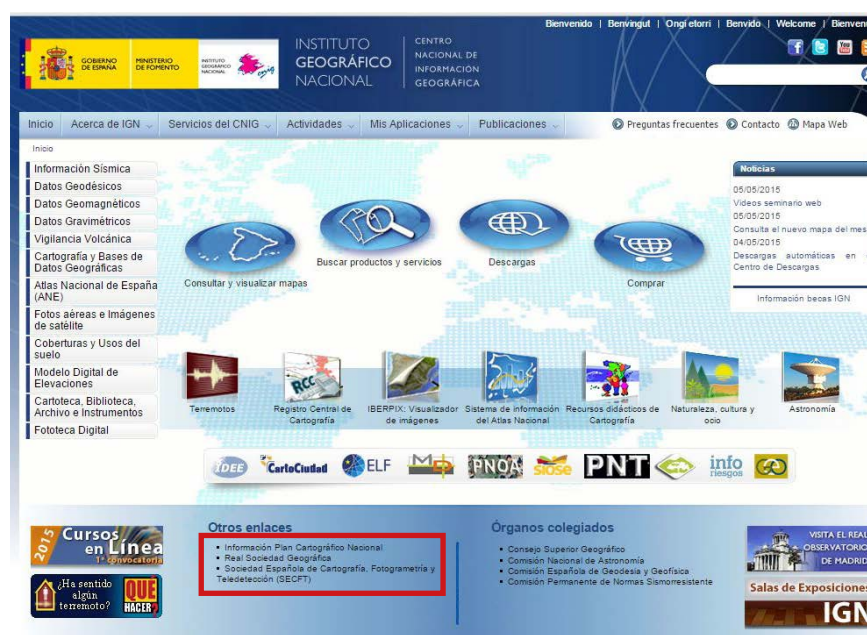 Bienvenido | Benvingut | Ongi etorri | Benvido | Welcome | Bienvenu
GOBIERNO
DE ESPAÑA
MINISTERIO
DE FOMENTO
INSTITUTO
GEOGRÁFICO
NACIONAL
cnig
INSTITUTO
GEOGRÁFICO
NACIONAL
CENTRO
NACIONAL DE
INFORMACIÓN
GEOGRÁFICA
Inicio
Acerca de IGN
Servicios del CNIG
Actividades
Mis Aplicaciones
Publicaciones
Preguntas frecuentes
Contacto
Mapa Web
Inicio
Información Sísmica
Datos Geodésicos
Datos Geomagnéticos
Datos Gravimétricos
Vigilancia Volcánica
Cartografía y Bases de
Datos Geográficas
Atlas Nacional de España
(ANE)
Fotos aéreas e Imágenes
de satélite
Coberturas y Usos del
suelo
Modelo Digital de
Elevaciones
Cartoteca, Biblioteca,
Archivo e Instrumentos
Fototeca Digital
Consultar y visualizar mapas
Buscar productos y servicios
Descargas
Comprar
Noticias
05/05/2015
Videos seminario web
05/05/2015
Consulta el nuevo mapa del mes
04/05/2015
Descargas automáticas en
Centro de Descargas
Información becas IGN
Terremotos
RCC
Registro Central de
Cartografía
IBERPIX: Visualizador
de imágenes
Sistema de información
del Atlas Nacional
Recursos didácticos de
Cartografía
Naturaleza, cultura y
ocio
Astronomía
IDEE
CartoCiudad
ELF
PNOA
siose
PNT
info
riesgos
2015 Cursos
en Línea
1ª convocatoria
¿Ha sentido
algún
terremoto?
QUÉ
HACER?
Otros enlaces
Información Plan Cartográfico Nacional
Real Sociedad Geográfica
Sociedad Española de Cartografía, Fotogrametría y
Teledetección (SECFT)
Órganos colegiados
Consejo Superior Geográfico
Comisión Nacional de Astronomía
Comisión Española de Geodesia y Geofísica
Comisión Permanente de Normas Sismorresistente
VISITA EL REAL
OBSERVATORIO
DE MADRID
Salas de Exposiciones
IGN